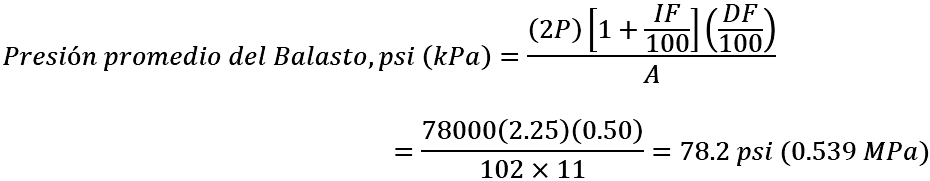 Presión promedio del Balasto, psi (kPa) = (2P) [1 + IF/100] (DF/100) / A
= 78000(2.25)(0.50) / 102 × 11 = 78.2 psi (0.539 MPa)